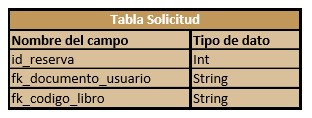 Tabla Solicitud
Nombre del campo Tipo de dato
id_reserva Int
fk_documento_usuario String
fk_codigo_libro String